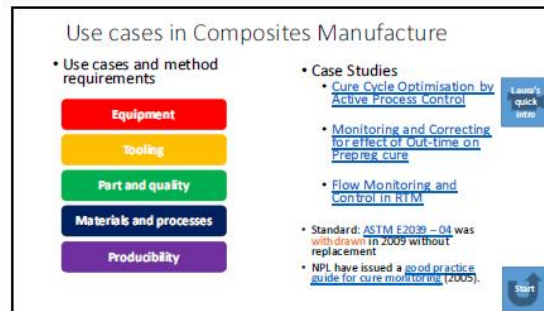 Use cases in Composites Manufacture
• Use cases and method
requirements
Equipment
Tooling
Part and quality
Materials and processes
Producibility
• Case Studies
• Cure Cycle Optimisation by
Active Process Control
• Monitoring and Correcting
for effect of Out-time on
Prepreg cure
• Flow Monitoring and
Control in RTM
• Standard: ASTM E2039 – 04 was
withdrawn in 2009 without
replacement
• NPL have issued a good practice
guide for cure monitoring (2005).
Laura's
quick
intro
Start